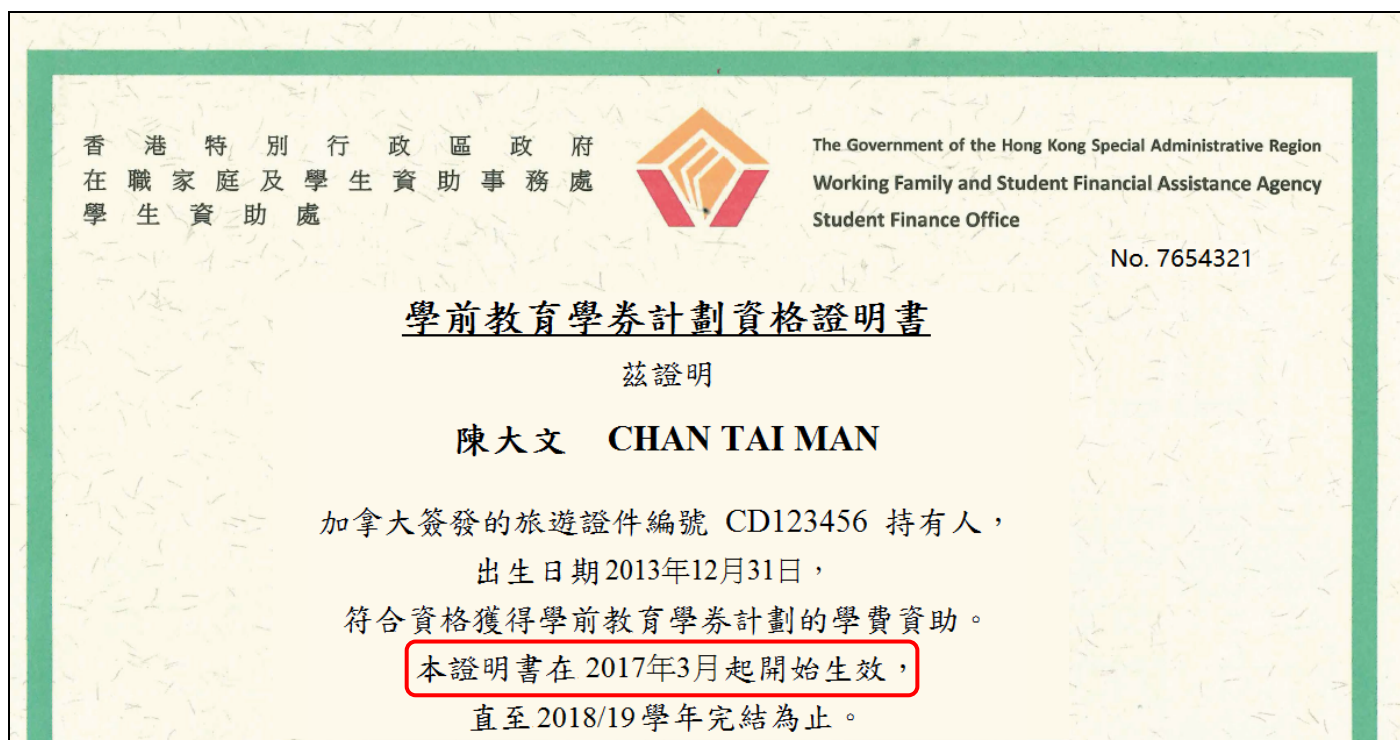 香港特別行政區政府
在職家庭及學生資助事務處
學生資助處
The Government of the Hong Kong Special Administrative Region
Working Family and Student Financial Assistance Agency
Student Finance Office
No. 7654321
學前教育學券計劃資格證明書
茲證明
陳大文 CHAN TAI MAN
加拿大簽發的旅遊證件編號 CD123456 持有人，
出生日期2013年12月31日，
符合資格獲得學前教育學券計劃的學費資助。
本證明書在 2017年3月起開始生效，
直至2018/19學年完結為止。